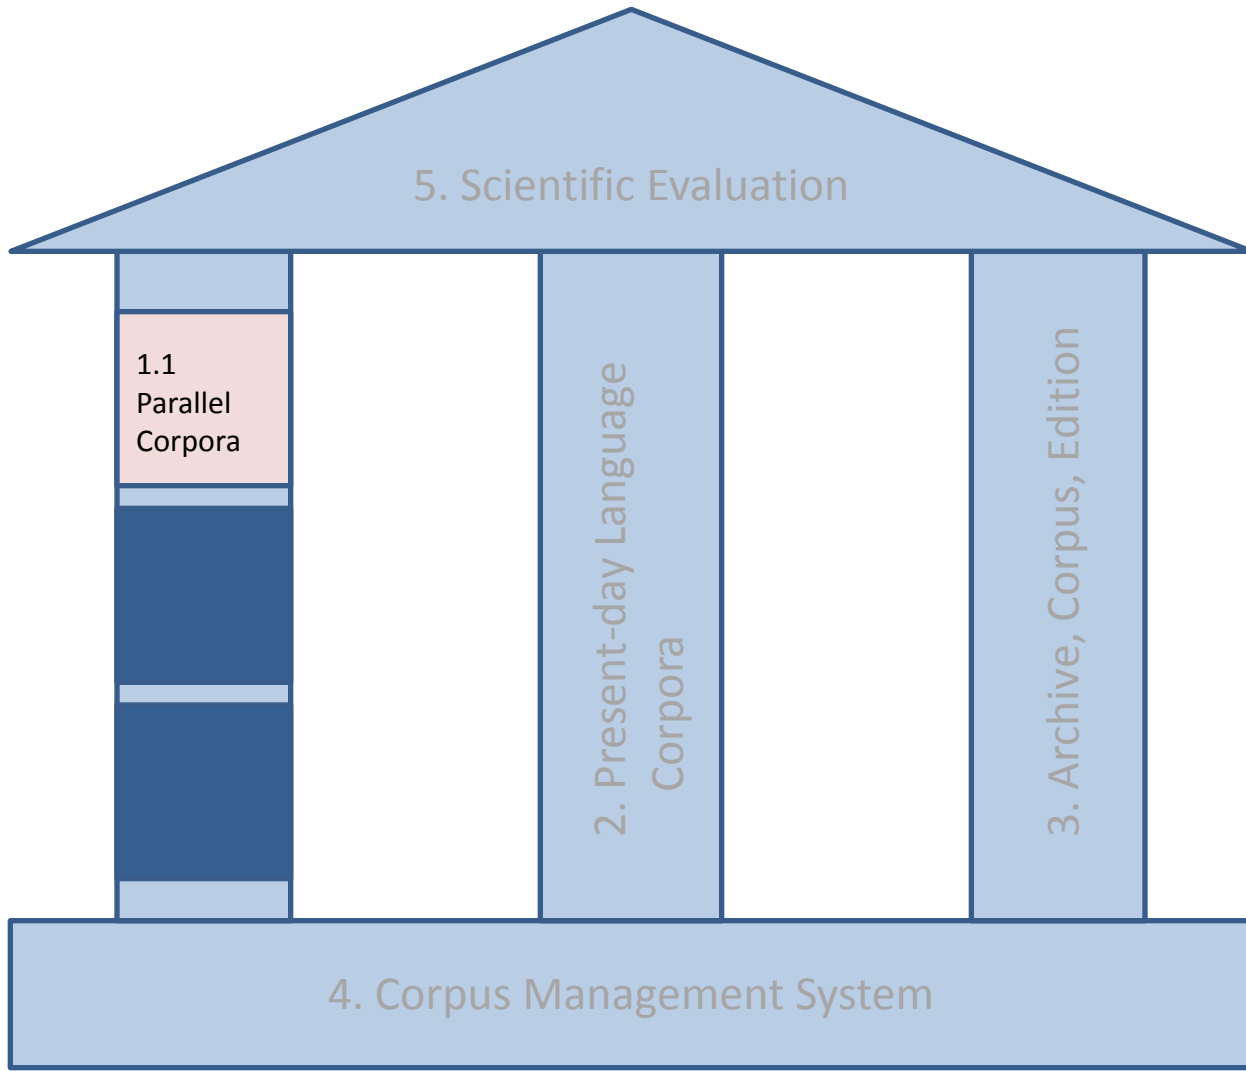 5. Scientific Evaluation
1.1
Parallel
Corpora
2. Present-day Language
Corpora
3. Archive, Corpus, Edition
4. Corpus Management System